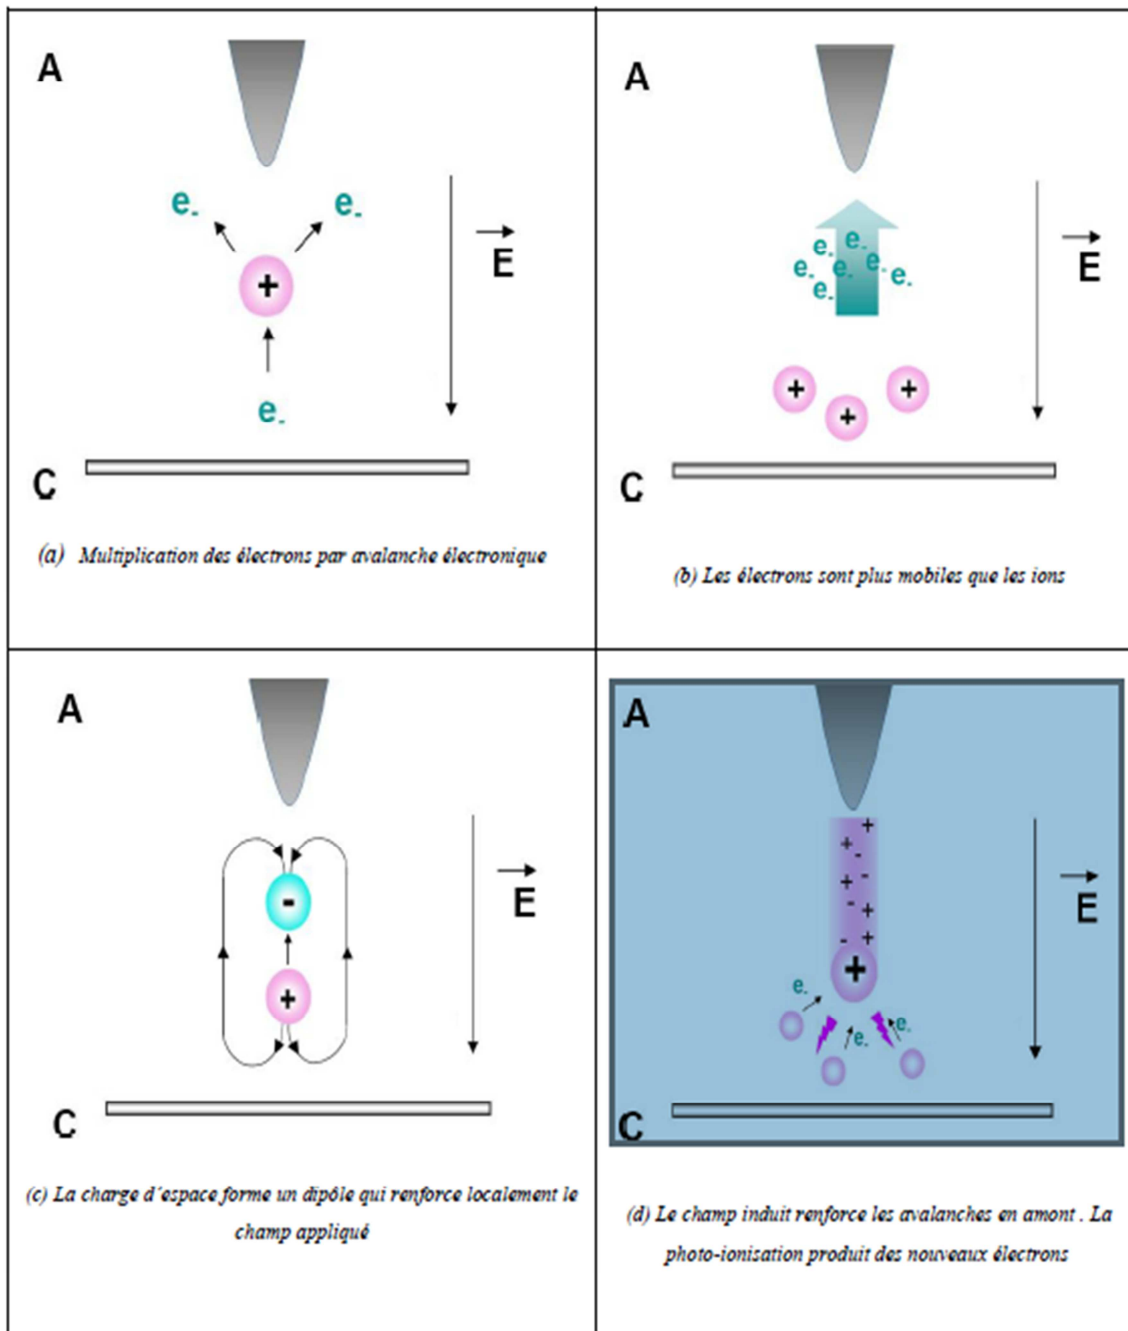 A
e-
e-
+
e-
E
C
(a) Multiplication des électrons par avalanche électronique
A
e-
e-
e-
e-
e-
e-
e-
+
+
+
E
C
(b) Les électrons sont plus mobiles que les ions
A
-
+
E
C
(c) La charge d´espace forme un dipôle qui renforce localement le
champ appliqué
A
+
+
-
+
-
-
+
-
+
+
e-
e-
e-
E
C
(d) Le champ induit renforce les avalanches en amont . La
photo-ionisation produit des nouveaux électrons